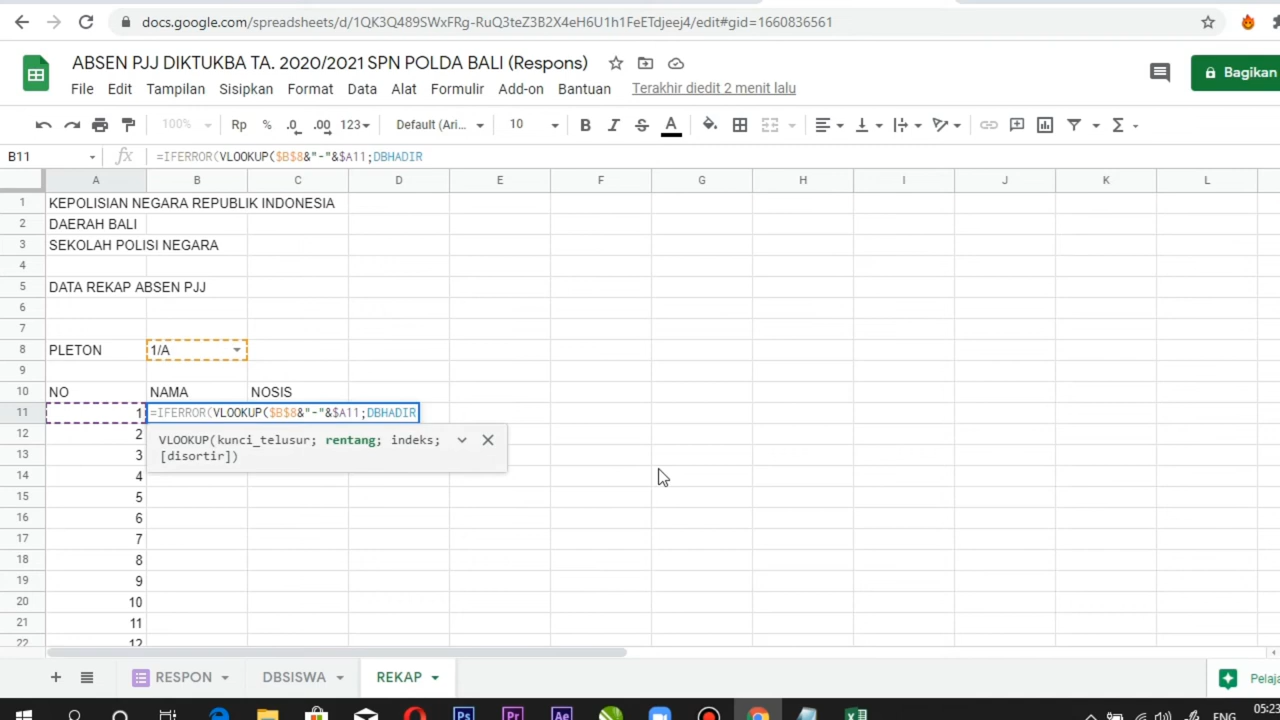 docs.google.com/spreadsheets/d/1QK3Q489SWxFRg-RuQ3teZ3B2X4eH6U1h1FeETdjeej4/edit#gid=1660836561
ABSEN PJJ DIKTUKBA TA. 2020/2021 SPN POLDA BALI (Respons)
Bagikan
File Edit Tampilan Sisipkan Format Data Alat Formulir Add-on Bantuan Terakhir diedit 2 menit lalu
100% Rp % .0 .00 123 Default (Ari... 10 B I S A Σ
B11 fx =IFERROR(VLOOKUP($B$8&"-"&$A11;DBHADIR
A B C D E F G H I J K L
1 KEPOLISIAN NEGARA REPUBLIK INDONESIA
2 DAERAH BALI
3 SEKOLAH POLISI NEGARA
4
5 DATA REKAP ABSEN PJJ
6
7
8 PLETON 1/A
9
10 NO NAMA NOSIS
11 1 =IFERROR(VLOOKUP($B$8&"-"&$A11;DBHADIR
12 2 VLOOKUP(kunci_telusur; rentang; indeks;
13 3 [disortir])
14 4
15 5
16 6
17 7
18 8
19 9
20 10
21 11
22 12
RESPON DBSISWA REKAP
Pelaja
Ps Pr Ae ENG 05:23